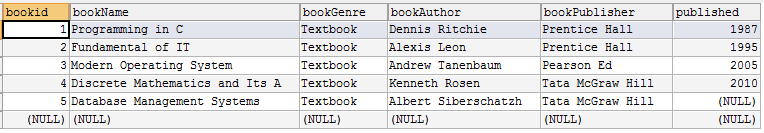 bookid bookName bookGenre bookAuthor bookPublisher published
1 Programming in C Textbook Dennis Ritchie Prentice Hall 1987
2 Fundamental of IT Textbook Alexis Leon Prentice Hall 1995
3 Modern Operating System Textbook Andrew Tanenbaum Pearson Ed 2005
4 Discrete Mathematics and Its A Textbook Kenneth Rosen Tata McGraw Hill 2010
5 Database Management Systems Textbook Albert Siberschatzh Tata McGraw Hill (NULL)
(NULL) (NULL) (NULL) (NULL) (NULL) (NULL)